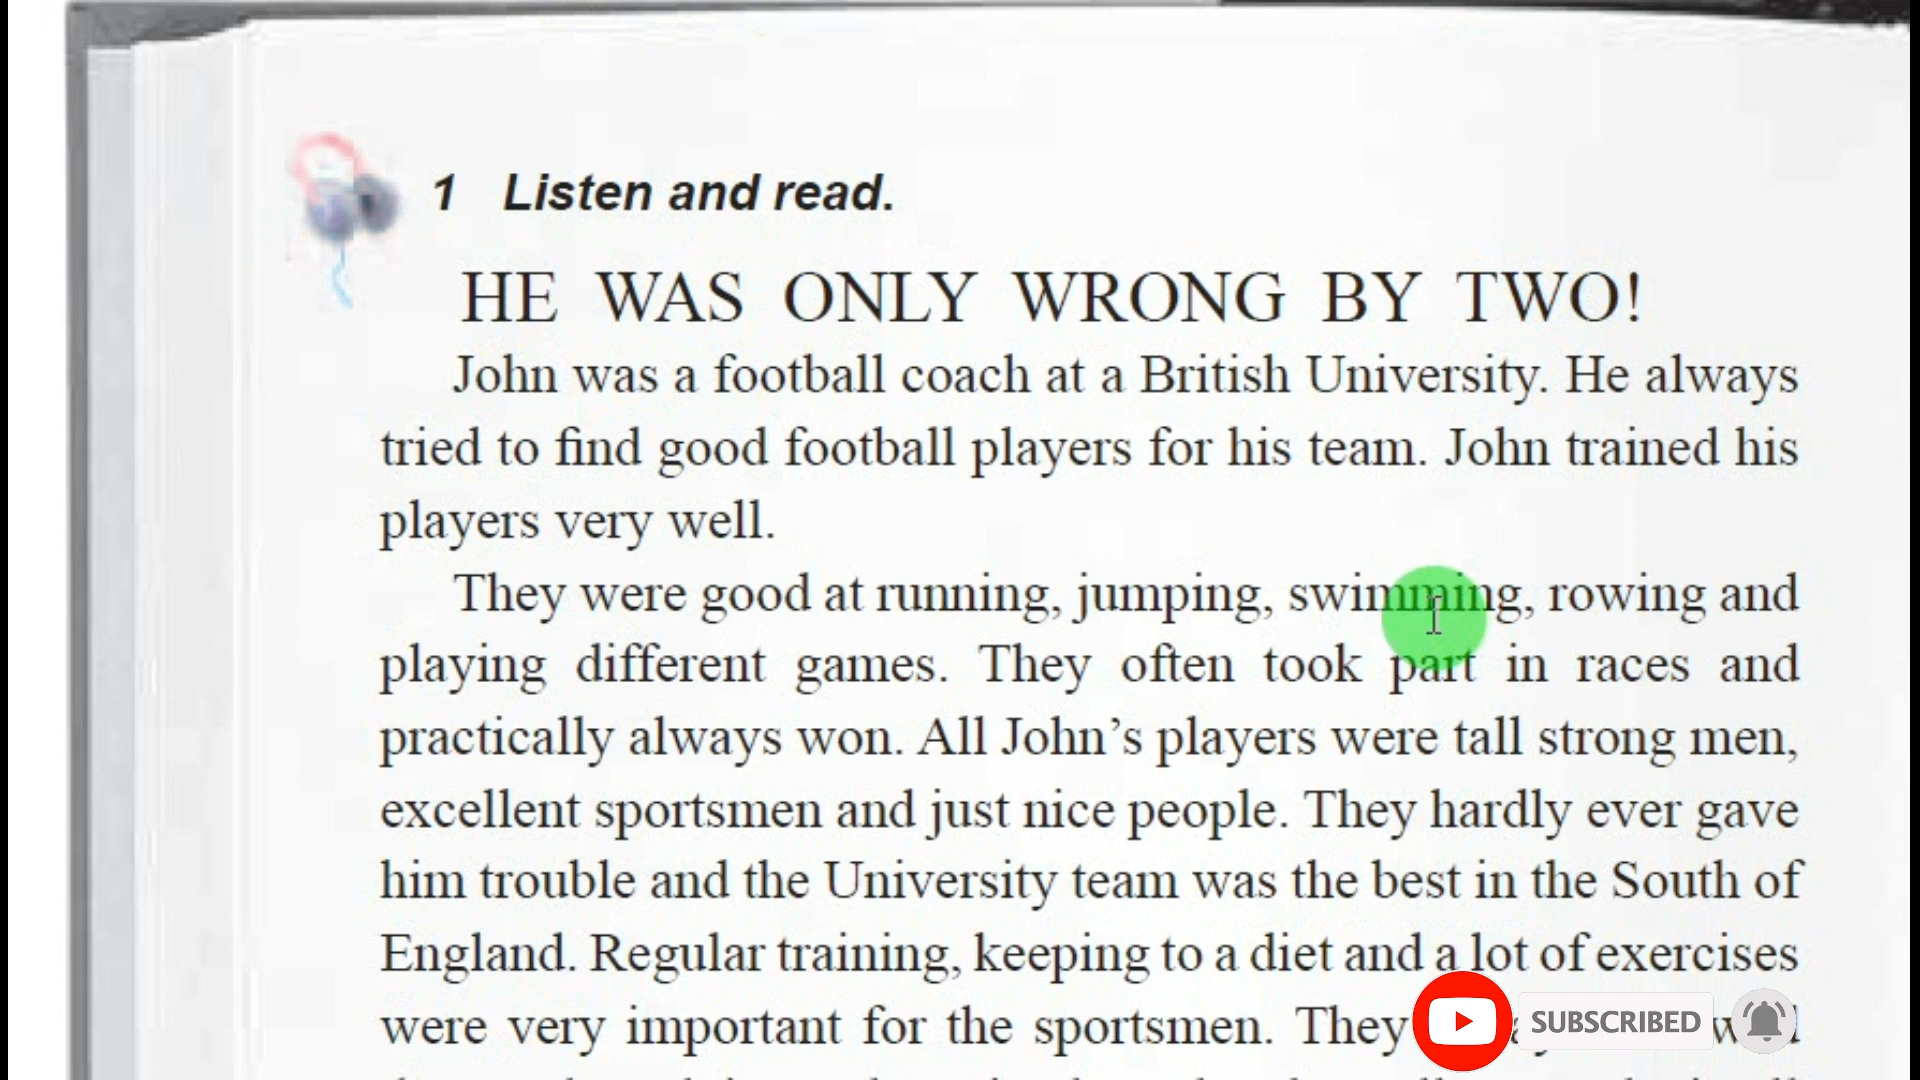 1 Listen and read.
HE WAS ONLY WRONG BY TWO!
John was a football coach at a British University. He always
tried to find good football players for his team. John trained his
players very well.
They were good at running, jumping, swimming, rowing and
playing different games. They often took part in races and
practically always won. All John’s players were tall strong men,
excellent sportsmen and just nice people. They hardly ever gave
him trouble and the University team was the best in the South of
England. Regular training, keeping to a diet and a lot of exercises
were very important for the sportsmen. They
SUBSCRIBED